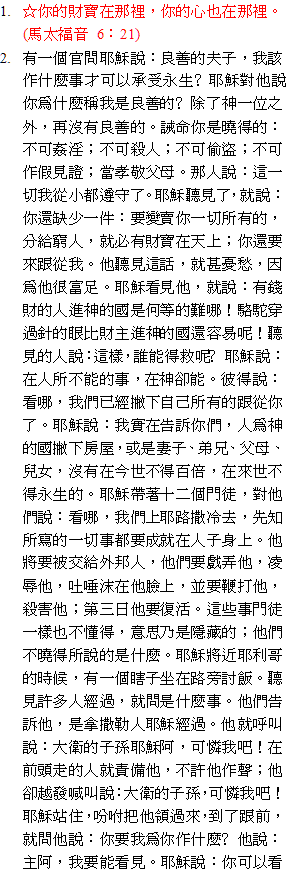 1. ☆你的財寶在那裡，你的心也在那裡。
(馬太福音 6：21)
2. 有一個官問耶穌說：良善的夫子，我該
作什麼事才可以承受永生？耶穌對他說
你爲什麼稱我是良善的？除了神一位之
外，再沒有良善的。誡命你是曉得的：
不可姦淫；不可殺人；不可偷盜；不可
作假見證；當孝敬父母。那人說：這一
切我從小都遵守了。耶穌聽見了，就說：
你還缺少一件：要變賣你一切所有的，
分給窮人，就必有財寶在天上；你還要
來跟從我。他聽見這話，就甚憂愁，因
爲他很富足。耶穌看見他，就說：有錢
財的人進神的國是何等的難哪！駱駝穿
過針的眼比財主進神的國還容易呢！聽
見的人說：這樣，誰能得救呢？耶穌說：
在人所不能的事，在神卻能。彼得說：
看哪，我們已經撇下自己所有的跟從你
了。耶穌說：我實在告訴你們，人爲神
的國撇下房屋，或是妻子、弟兄、父母、
兒女，沒有在今世不得百倍，在來世不
得永生的。耶穌帶著十二個門徒，對他
們說：看哪，我們上耶路撒冷去，先知
所寫的一切事都要成就在人子身上。他
將要被交給外邦人，他們要戲弄他，凌
辱他，吐唾沫在他臉上，並要鞭打他，
殺害他；第三日他要復活。這些事門徒
一樣也不懂得，意思乃是隱藏的；他們
不曉得所說的是什麼。耶穌將近耶利哥
的時候，有一個瞎子坐在路旁討飯。聽
見許多人經過，就問是什麼事。他們告
訴他，是拿撒勒人耶穌經過。他就呼叫
說：大衛的子孫耶穌阿，可憐我吧！在
前頭走的人就責備他，不許他作聲；他
卻越發喊叫說：大衛的子孫，可憐我吧！
耶穌站住，吩咐把他領過來，到了跟前，
就問他說：你要我爲你作什麼？他說：
主阿，我要能看見。耶穌說：你可以看